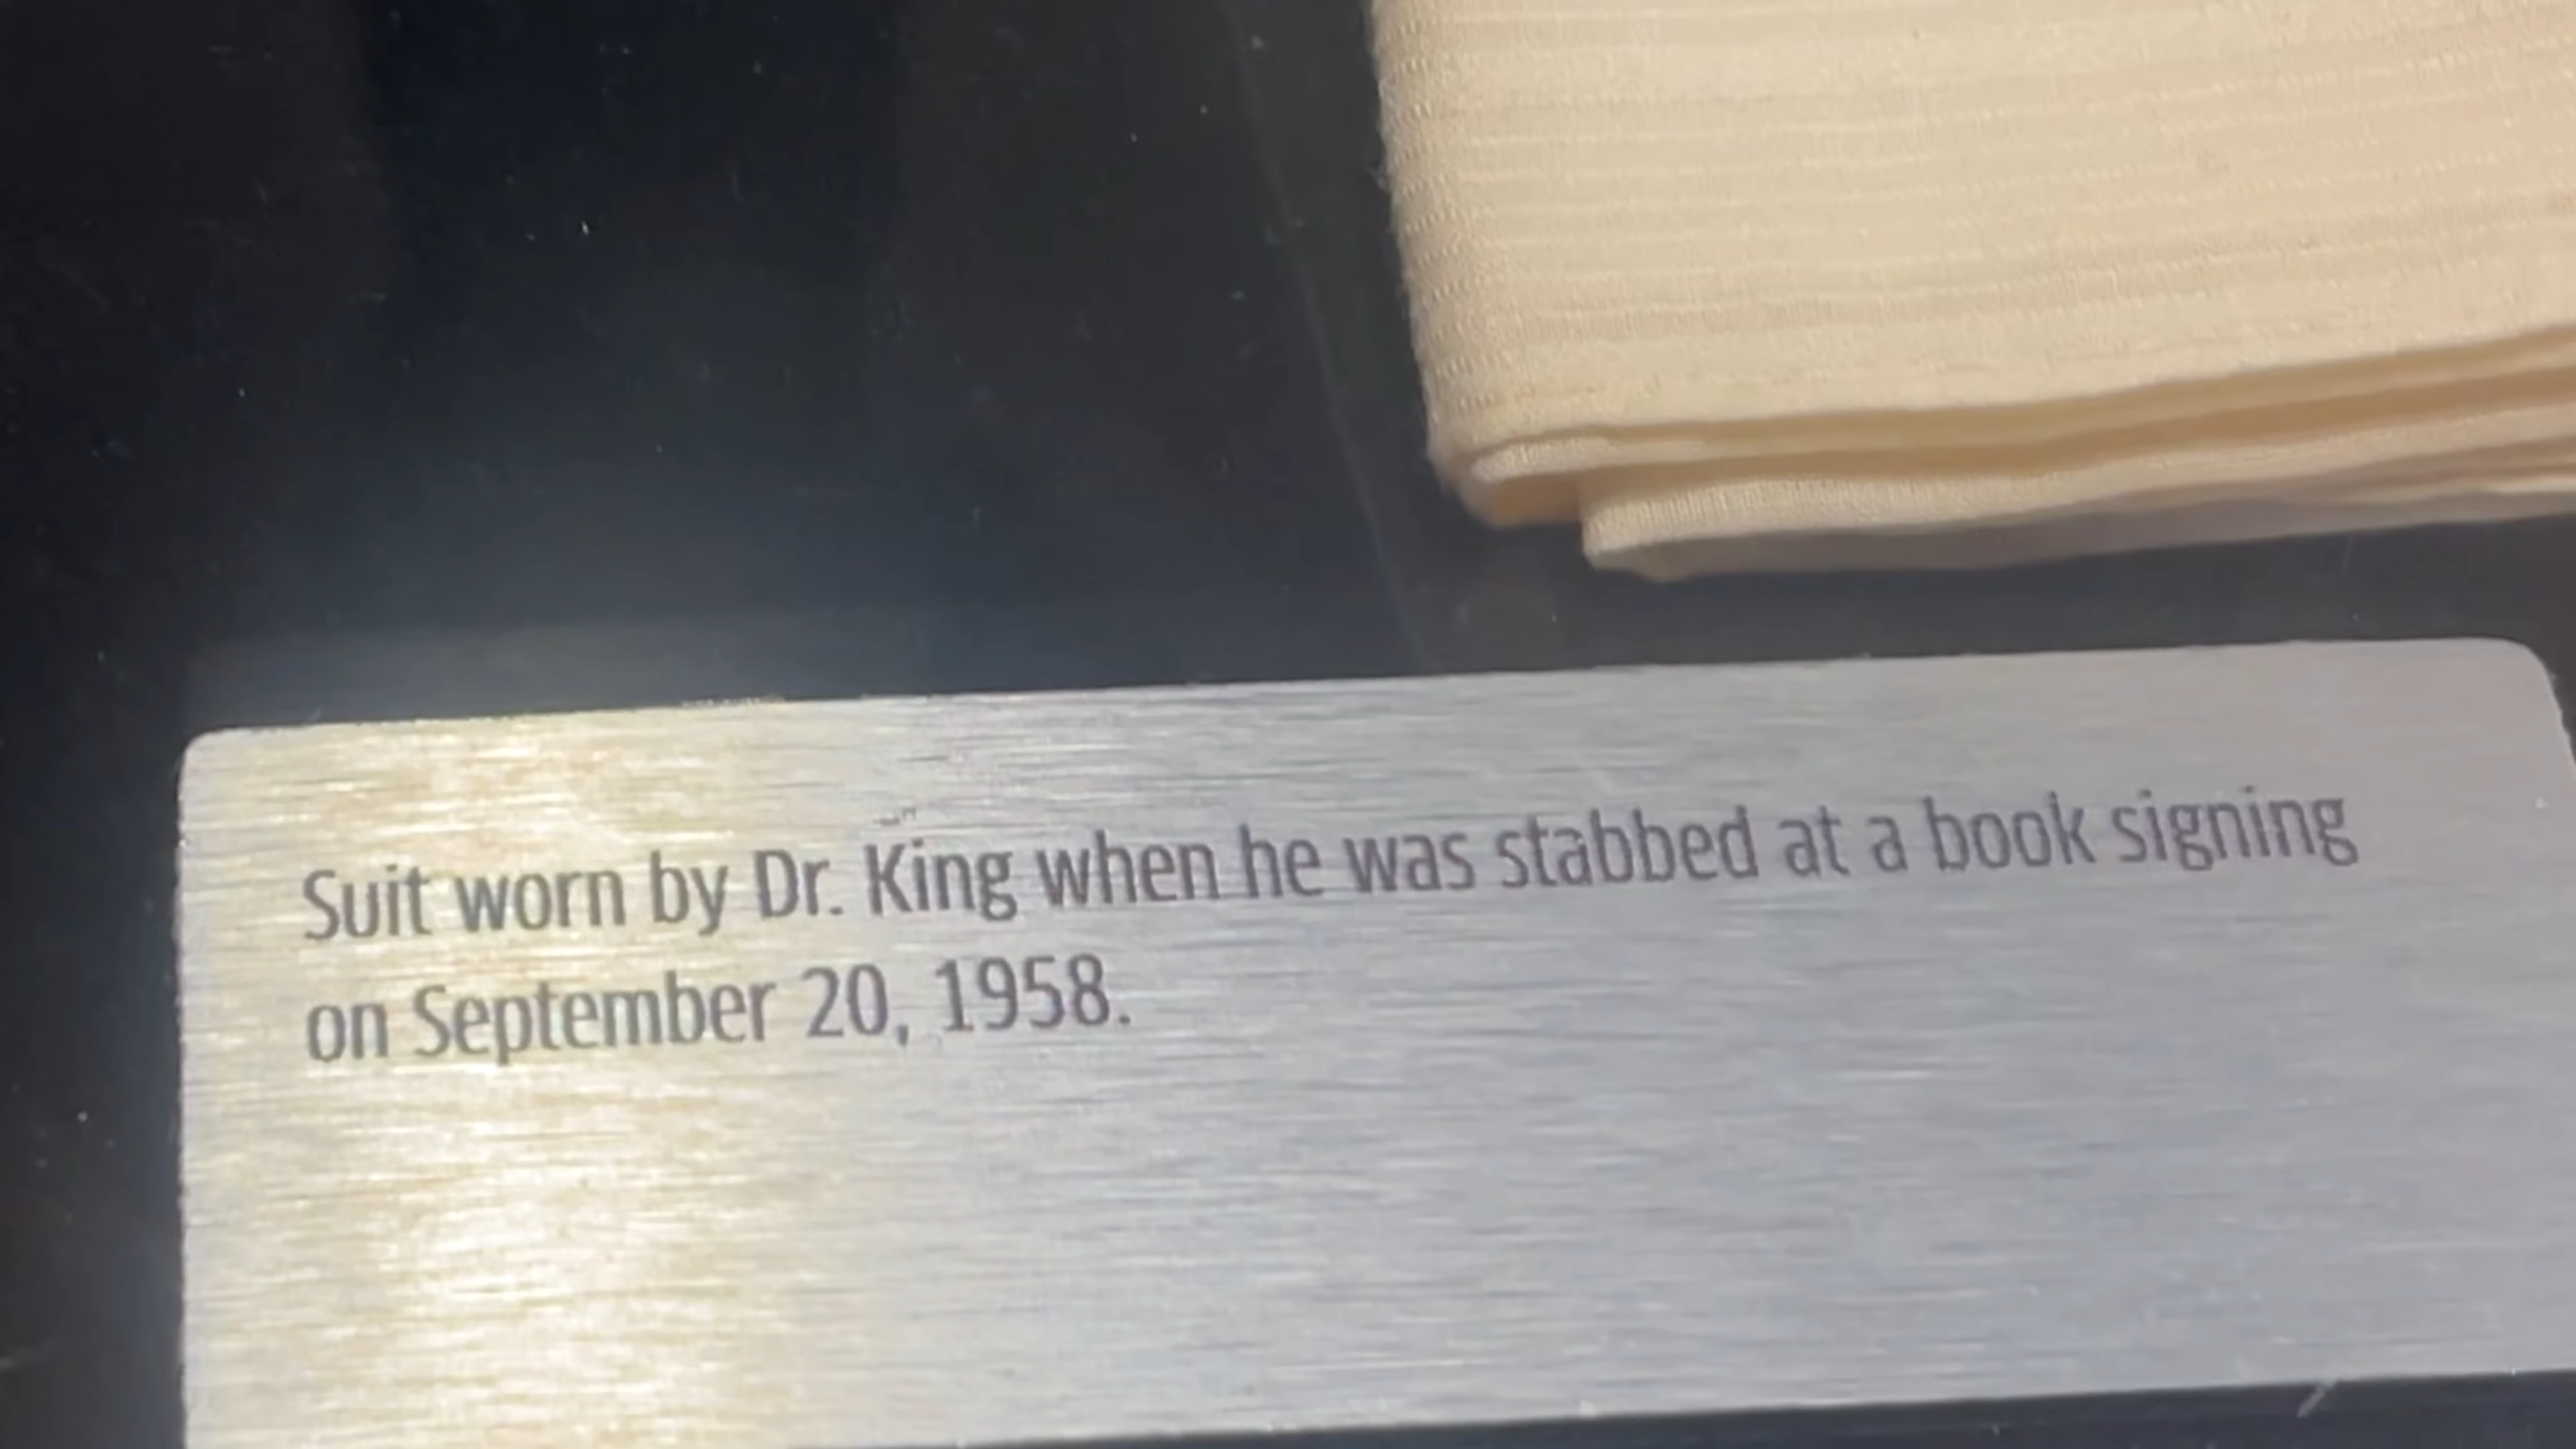 Suit worn by Dr. King when he was stabbed at a book signing
on September 20, 1958.